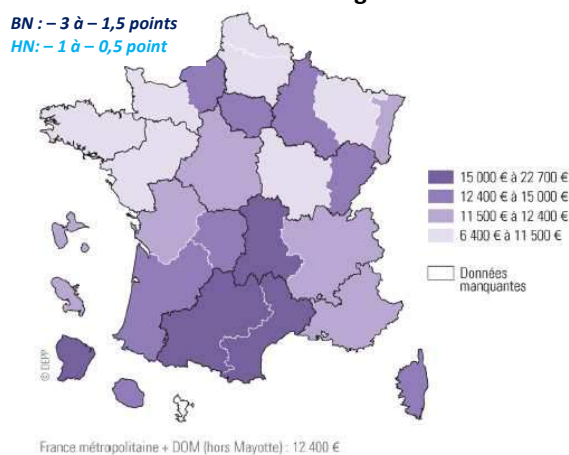 BN : – 3 à – 1,5 points
HN: – 1 à – 0,5 point
15 000 € à 22 700 €
12 400 € à 15 000 €
11 500 € à 12 400 €
6 400 € à 11 500 €
Données
manquantes
© DEPP
France métropolitaine + DOM (hors Mayotte) : 12 400 €